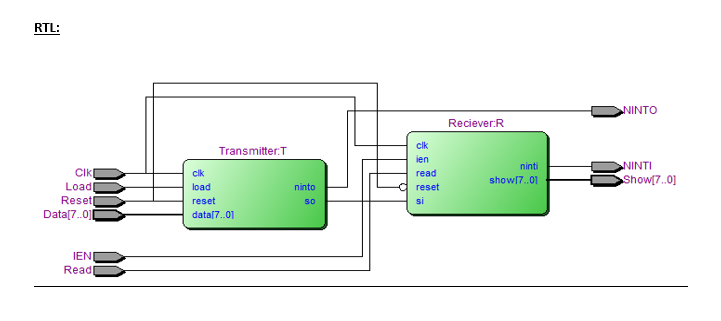 RTL:
Transmitter:T
Reciever:R
Clk
Load
Reset
Data[7..0]
IEN
Read
clk
load
reset
data[7..0]
ninto
so
clk
ien
read
reset
si
ninti
show[7..0]
NINTO
NINTI
Show[7..0]